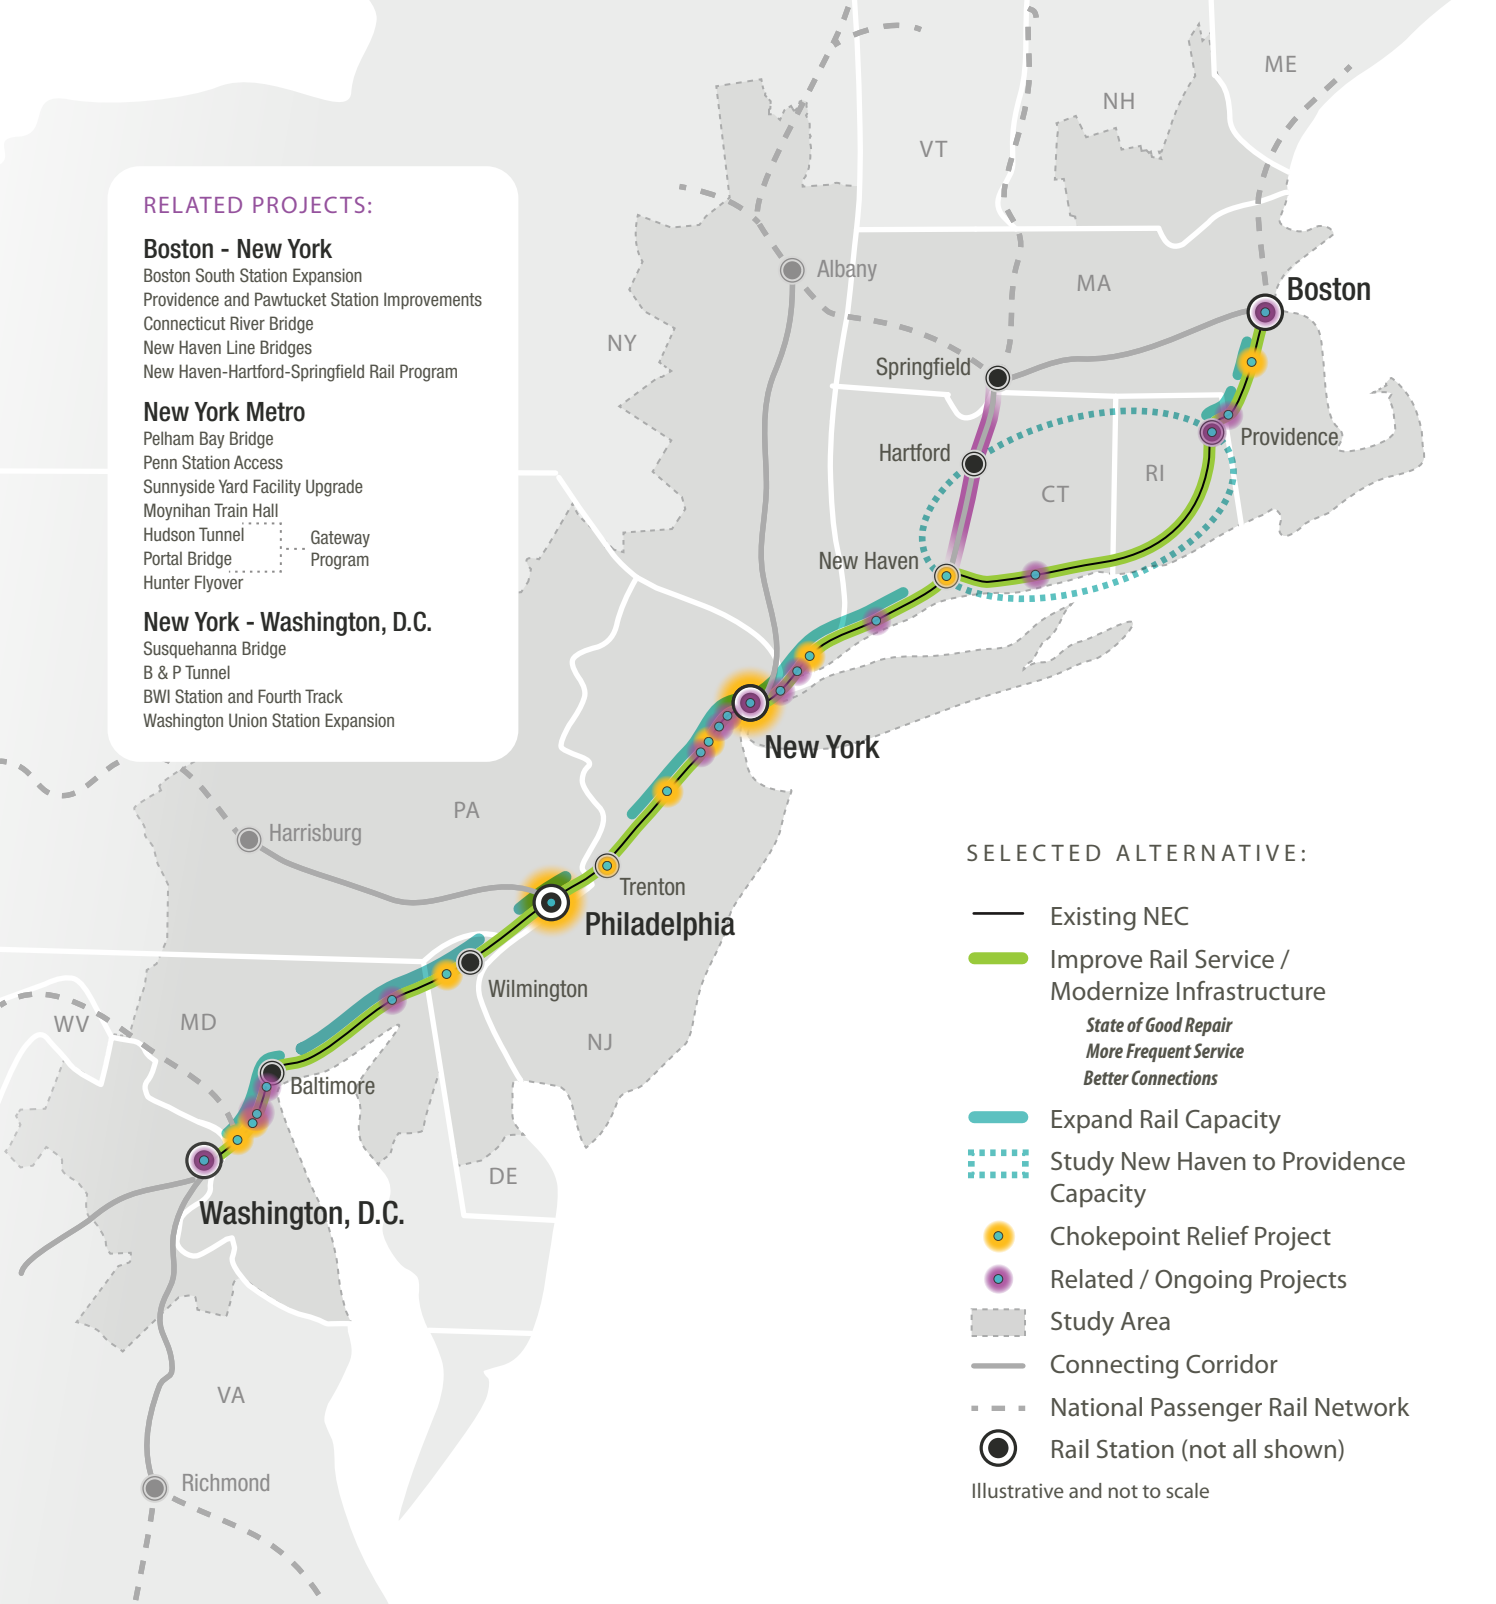 RELATED PROJECTS:
Boston - New York
Boston South Station Expansion
Providence and Pawtucket Station Improvements
Connecticut River Bridge
New Haven Line Bridges
New Haven-Hartford-Springfield Rail Program
New York Metro
Pelham Bay Bridge
Penn Station Access
Sunnyside Yard Facility Upgrade
Moynihan Train Hall
Hudson Tunnel
Portal Bridge
Gateway
Program
Hunter Flyover
New York - Washington, D.C.
Susquehanna Bridge
B & P Tunnel
BWI Station and Fourth Track
Washington Union Station Expansion
ME
NH
VT
Albany
MA
Boston
NY
Springfield
Providence
Hartford
RI
CT
New Haven
New York
PA
Harrisburg
Trenton
Philadelphia
Wilmington
WV
MD
NJ
Baltimore
DE
Washington, D.C.
VA
Richmond
SELECTED ALTERNATIVE:
Existing NEC
Improve Rail Service /
Modernize Infrastructure
State of Good Repair
More Frequent Service
Better Connections
Expand Rail Capacity
Study New Haven to Providence
Capacity
Chokepoint Relief Project
Related / Ongoing Projects
Study Area
Connecting Corridor
National Passenger Rail Network
Rail Station (not all shown)
Illustrative and not to scale